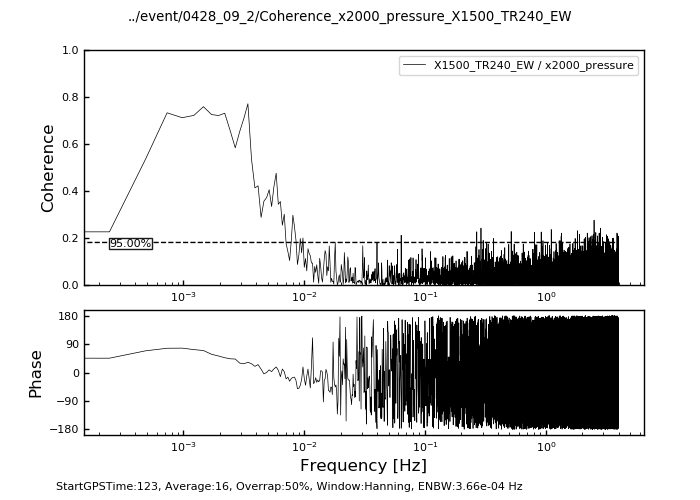 ../event/0428_09_2/Coherence_x2000_pressure_X1500_TR240_EW
1.0
X1500_TR240_EW / x2000_pressure
0.8
0.6
Coherence
0.4
0.2
95.00%
0.0
10⁻³ 10⁻² 10⁻¹ 10⁰
180
90
Phase
0
−90
−180
10⁻³ 10⁻² 10⁻¹ 10⁰
Frequency [Hz]
StartGPSTime:123, Average:16, Overrap:50%, Window:Hanning, ENBW:3.66e-04 Hz